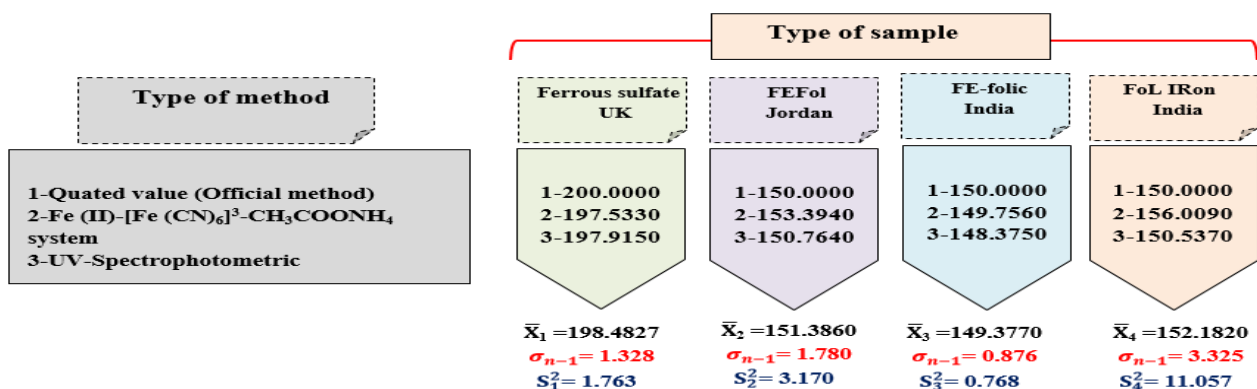 Type of sample
Type of method
Ferrous sulfate
UK
FEFol
Jordan
FE-folic
India
FoL IRon
India
1-Quated value (Official method)
2-Fe (II)-[Fe (CN)₆]³-CH₃COONH₄
system
3-UV-Spectrophotometric
1-200.0000
2-197.5330
3-197.9150
1-150.0000
2-153.3940
3-150.7640
1-150.0000
2-149.7560
3-148.3750
1-150.0000
2-156.0090
3-150.5370
X̅₁ =198.4827
σₙ₋₁= 1.328
S₁²= 1.763
X̅₂ =151.3860
σₙ₋₁= 1.780
S₂²= 3.170
X̅₃ =149.3770
σₙ₋₁= 0.876
S₃²= 0.768
X̅₄ =152.1820
σₙ₋₁= 3.325
S₄²= 11.057